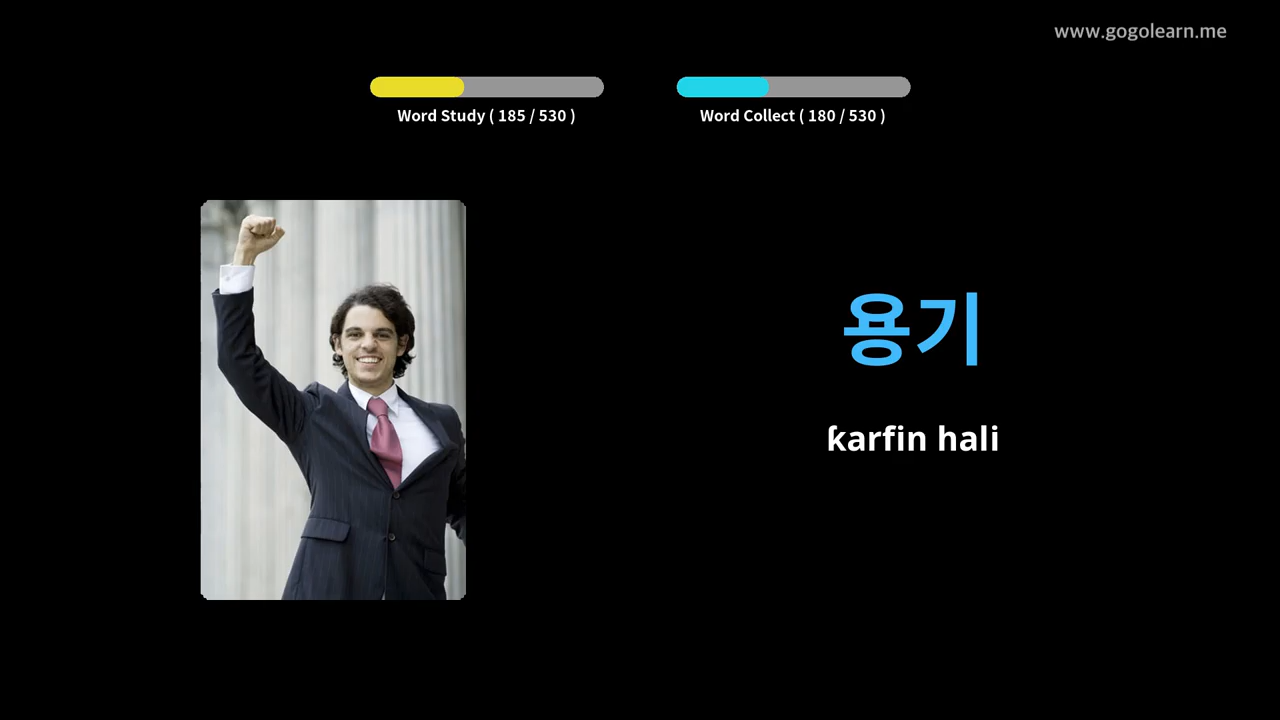 www.gogolearn.me
Word Study ( 185 / 530 )
Word Collect ( 180 / 530 )
용기
ƙarfin hali